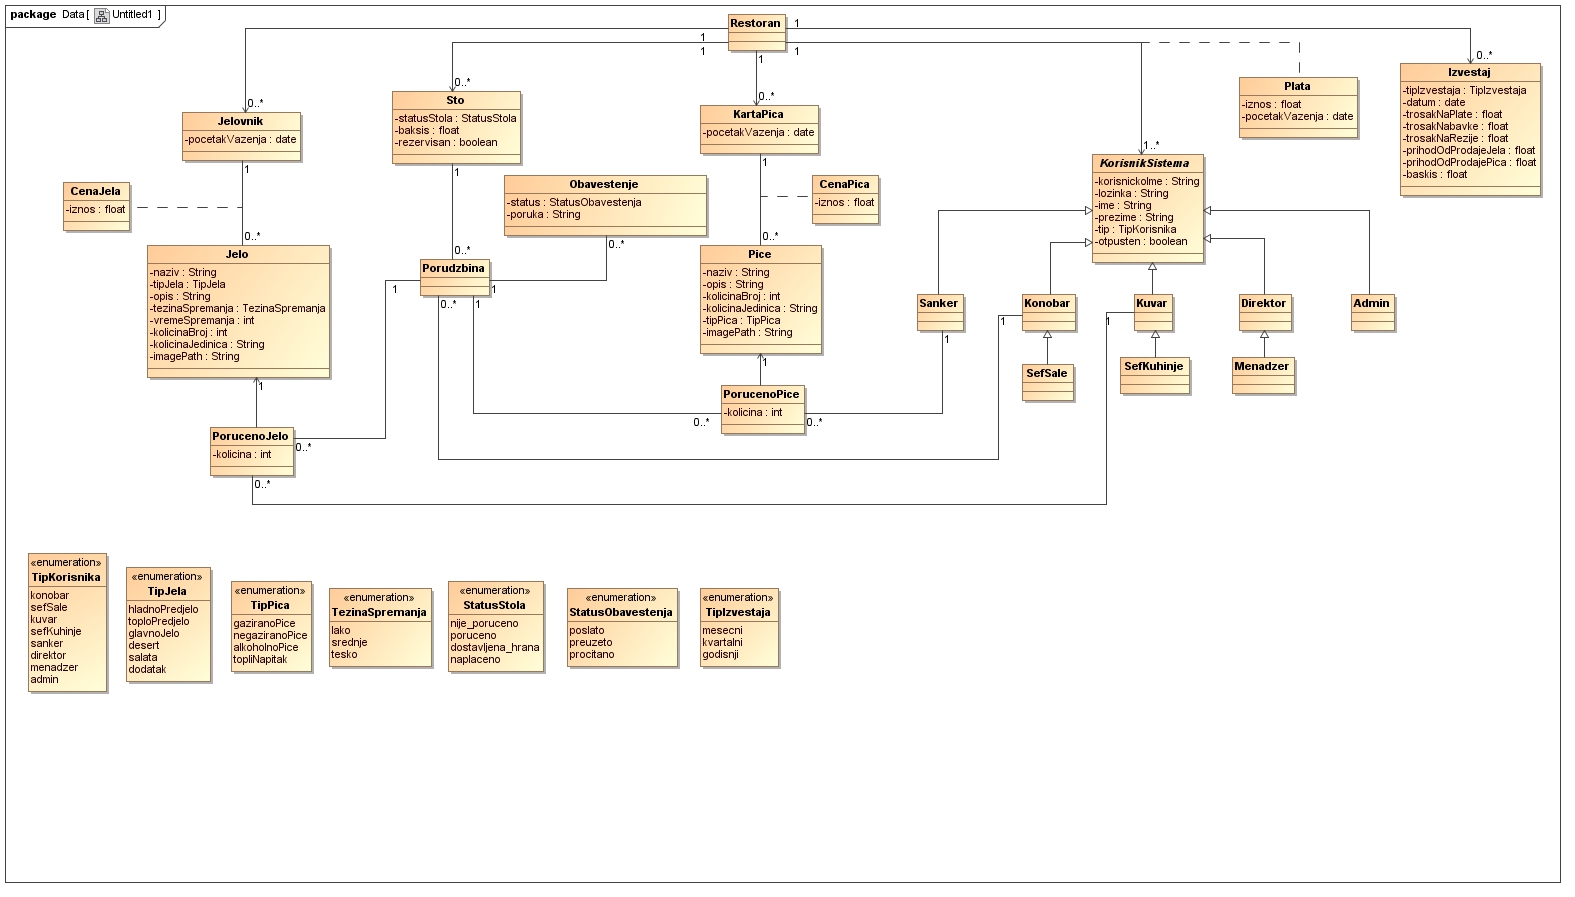 package Data [ Untitled1 ]
Restoran
1
1
1
1
1
1
0..*
0..*
0..*
1..*
0..*
Jelovnik
-pocetakVazenja : date
1
Sto
-statusStola : StatusStola
-baksis : float
-rezervisan : boolean
1
KartaPica
-pocetakVazenja : date
1
Plata
-iznos : float
-pocetakVazenja : date
Izvestaj
-tipIzvestaja : TipIzvestaja
-datum : date
-trosakNaPlate : float
-trosakNabavke : float
-trosakNaRezije : float
-prihodOdProdajeJela : float
-prihodOdProdajePica : float
-baskis : float
KorisnikSistema
-korisnickoIme : String
-lozinka : String
-ime : String
-prezime : String
-tip : TipKorisnika
-otpusten : boolean
CenaJela
-iznos : float
Obavestenje
-status : StatusObavestenja
-poruka : String
0..*
CenaPica
-iznos : float
0..*
Jelo
-naziv : String
-tipJela : TipJela
-opis : String
-tezinaSpremanja : TezinaSpremanja
-vremeSpremanja : int
-kolicinaBroj : int
-kolicinaJedinica : String
-imagePath : String
1
0..*
Porudzbina
1
1
0..*
1
0..*
Pice
-naziv : String
-opis : String
-kolicinaBroj : int
-kolicinaJedinica : String
-tipPica : TipPica
-imagePath : String
1
Sanker
1
Konobar
1
Kuvar
1
Direktor
Admin
SefSale
SefKuhinje
Menadzer
PorucenoPice
-kolicina : int
0..*
0..*
PorucenoJelo
-kolicina : int
0..*
0..*
«enumeration»
TipKorisnika
konobar
sefSale
kuvar
sefKuhinje
sanker
direktor
menadzer
admin
«enumeration»
TipJela
hladnoPredjelo
toploPredjelo
glavnoJelo
desert
salata
dodatak
«enumeration»
TipPica
gaziranoPice
negaziranoPice
alkoholnoPice
topliNapitak
«enumeration»
TezinaSpremanja
lako
srednje
tesko
«enumeration»
StatusStola
nije_poruceno
poruceno
dostavljena_hrana
naplaceno
«enumeration»
StatusObavestenja
poslato
preuzeto
procitano
«enumeration»
TipIzvestaja
mesecni
kvartalni
godisnji